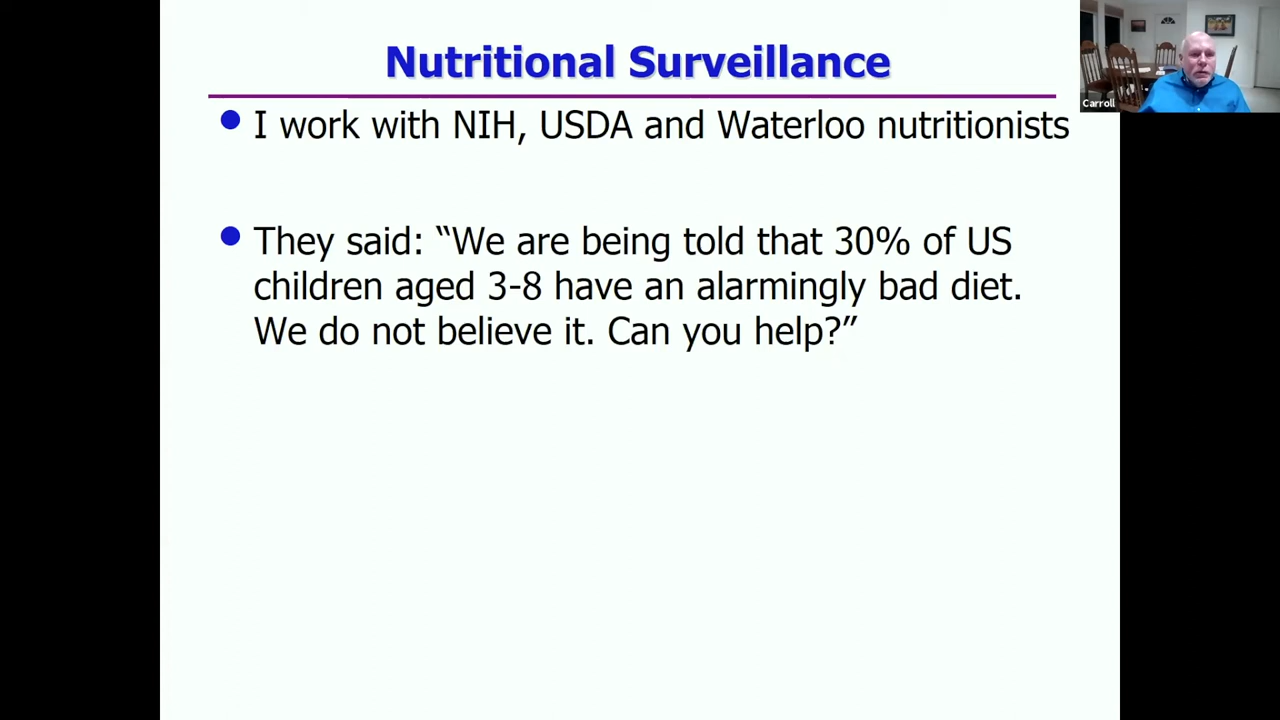 Nutritional Surveillance
Carroll
• I work with NIH, USDA and Waterloo nutritionists
• They said: “We are being told that 30% of US
children aged 3-8 have an alarmingly bad diet.
We do not believe it. Can you help?”